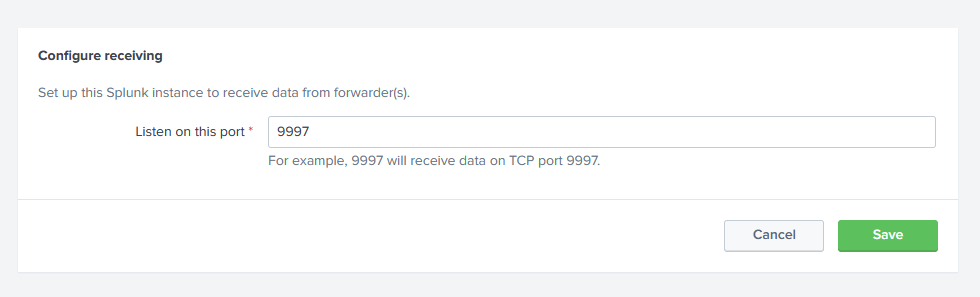 Configure receiving
Set up this Splunk instance to receive data from forwarder(s).
Listen on this port * 9997
For example, 9997 will receive data on TCP port 9997.
Cancel Save